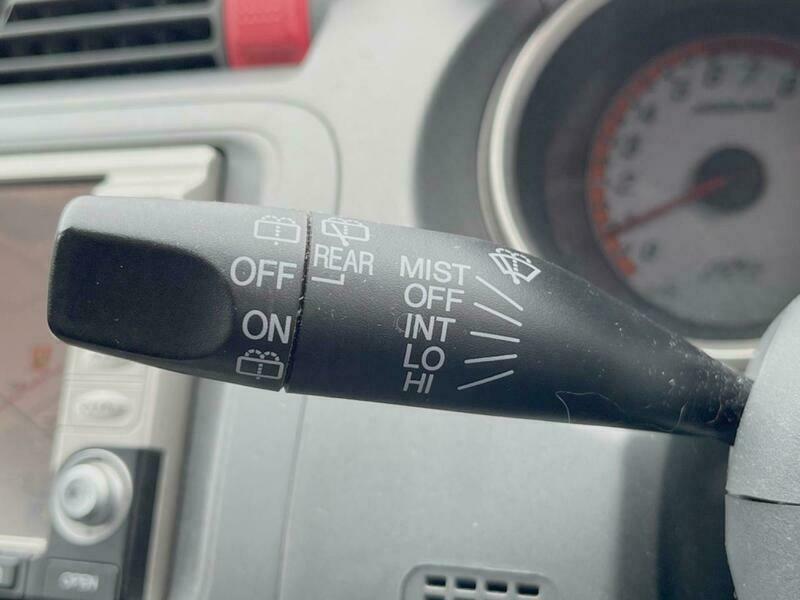 OFF
ON
REAR
MIST
OFF
INT
LO
HI
OPEN